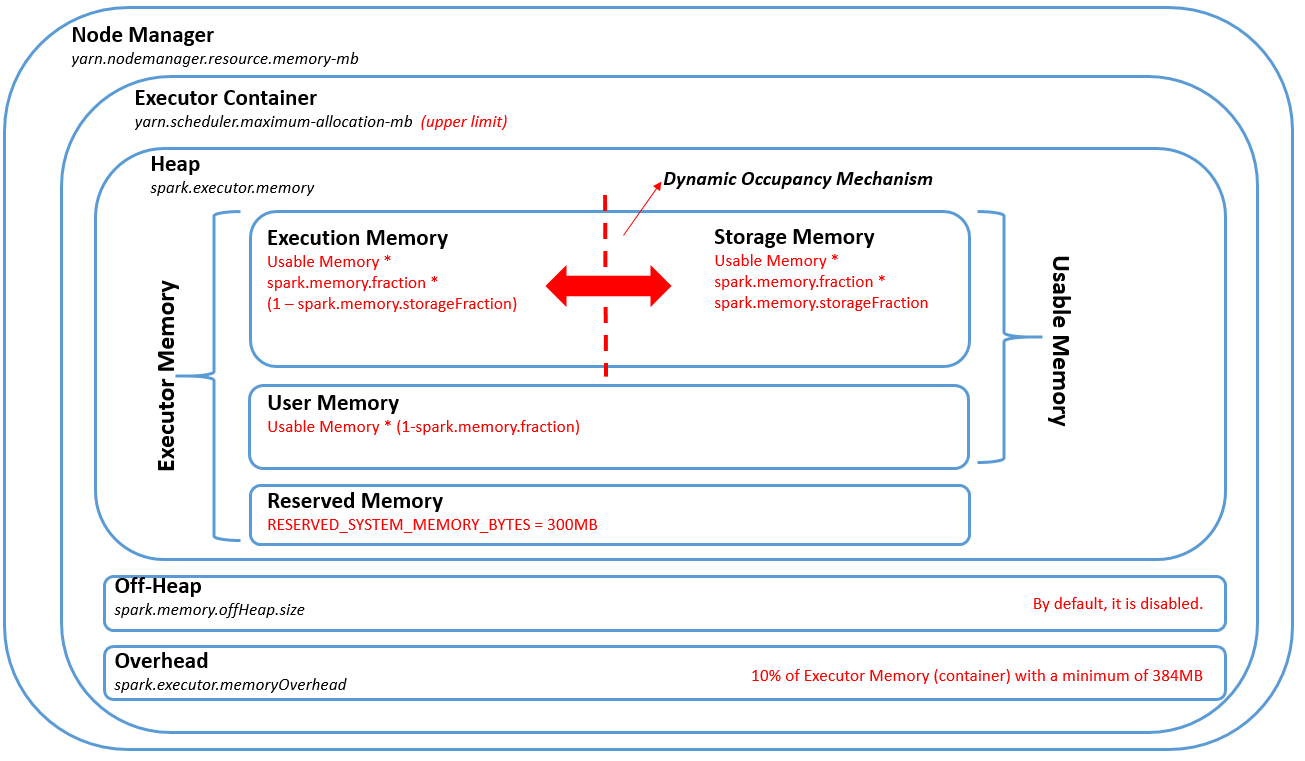 Node Manager
yarn.nodemanager.resource.memory-mb
Executor Container
yarn.scheduler.maximum-allocation-mb (upper limit)
Heap
spark.executor.memory
Dynamic Occupancy Mechanism
Executor Memory
Execution Memory
Usable Memory *
spark.memory.fraction *
(1 – spark.memory.storageFraction)
Storage Memory
Usable Memory *
spark.memory.fraction *
spark.memory.storageFraction
Usable Memory
User Memory
Usable Memory * (1-spark.memory.fraction)
Reserved Memory
RESERVED_SYSTEM_MEMORY_BYTES = 300MB
Off-Heap
spark.memory.offHeap.size
By default, it is disabled.
Overhead
spark.executor.memoryOverhead
10% of Executor Memory (container) with a minimum of 384MB